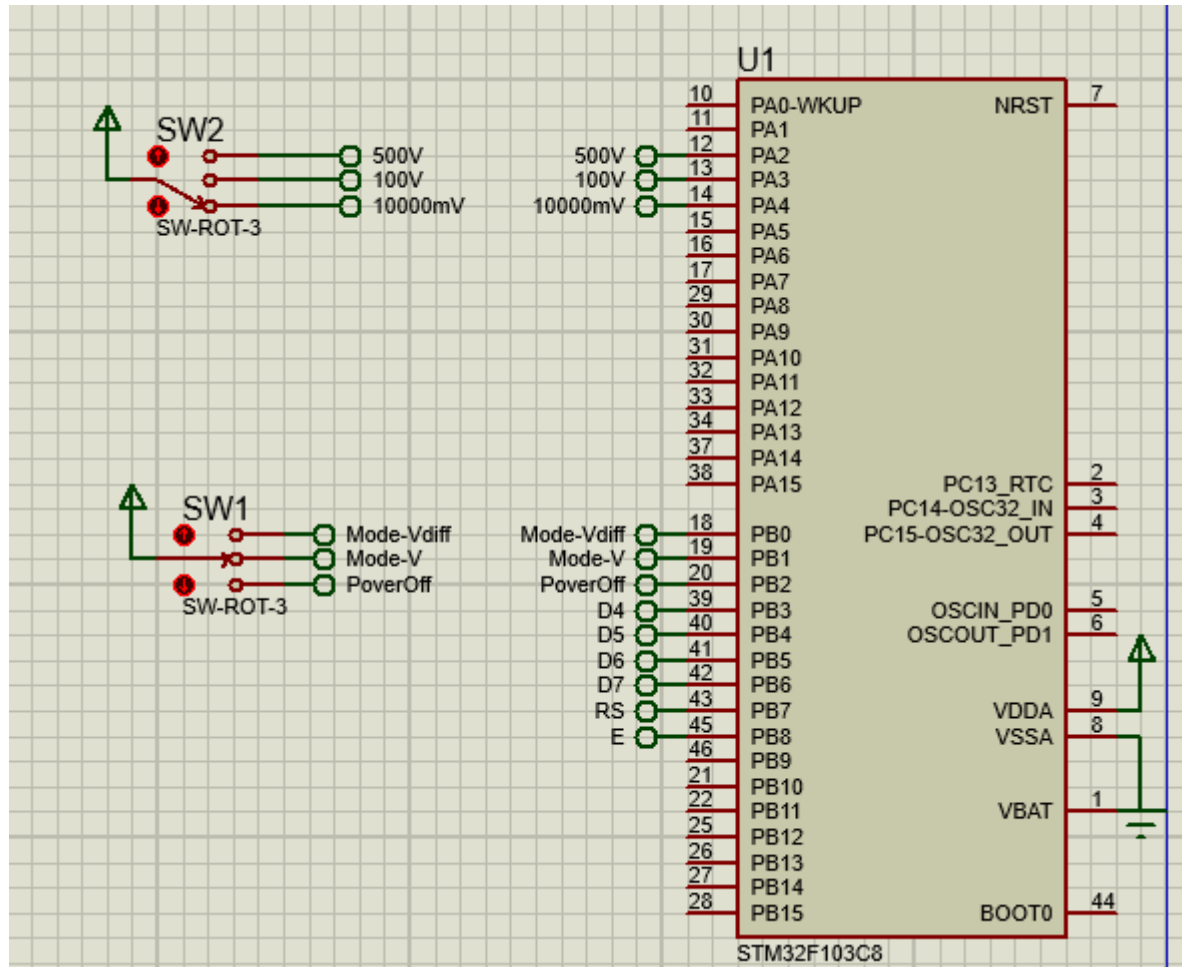 U1
SW2
500V
100V
10000mV
SW-ROT-3
SW1
Mode-Vdiff
Mode-V
PoverOff
SW-ROT-3
500V
100V
10000mV
Mode-Vdiff
Mode-V
PoverOff
D4
D5
D6
D7
RS
E
10 PA0-WKUP
11 PA1
12 PA2
13 PA3
14 PA4
15 PA5
16 PA6
17 PA7
29 PA8
30 PA9
31 PA10
32 PA11
33 PA12
34 PA13
37 PA14
38 PA15
18 PB0
19 PB1
20 PB2
39 PB3
40 PB4
41 PB5
42 PB6
43 PB7
45 PB8
46 PB9
21 PB10
22 PB11
25 PB12
26 PB13
27 PB14
28 PB15
NRST 7
PC13_RTC 2
PC14-OSC32_IN 3
PC15-OSC32_OUT 4
OSCIN_PD0 5
OSCOUT_PD1 6
VDDA 9
VSSA 8
VBAT 1
BOOT0 44
STM32F103C8